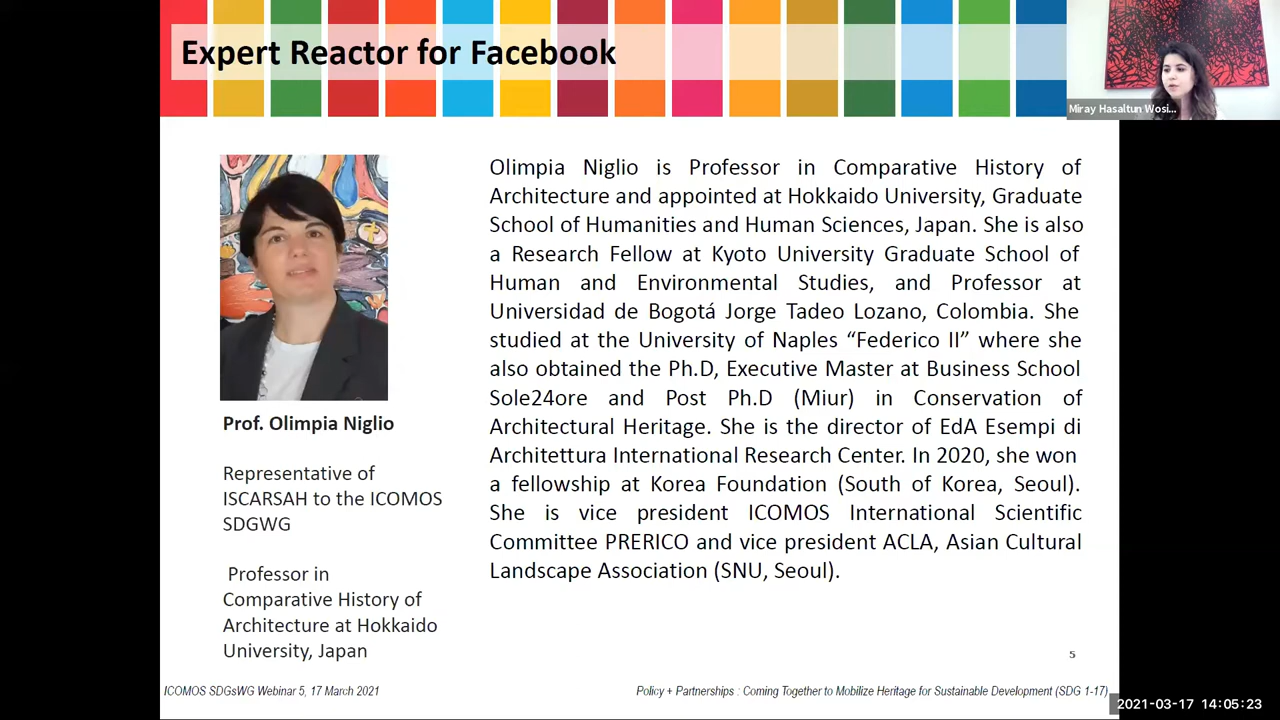 Expert Reactor for Facebook
Miray Hasaltun Wosi...
Olimpia Niglio is Professor in Comparative History of
Architecture and appointed at Hokkaido University, Graduate
School of Humanities and Human Sciences, Japan. She is also
a Research Fellow at Kyoto University Graduate School of
Human and Environmental Studies, and Professor at
Universidad de Bogotá Jorge Tadeo Lozano, Colombia. She
studied at the University of Naples “Federico II” where she
also obtained the Ph.D, Executive Master at Business School
Sole24ore and Post Ph.D (Miur) in Conservation of
Architectural Heritage. She is the director of EdA Esempi di
Architettura International Research Center. In 2020, she won
a fellowship at Korea Foundation (South of Korea, Seoul).
She is vice president ICOMOS International Scientific
Committee PRERICO and vice president ACLA, Asian Cultural
Landscape Association (SNU, Seoul).
Prof. Olimpia Niglio
Representative of
ISCARSAH to the ICOMOS
SDGWG
Professor in
Comparative History of
Architecture at Hokkaido
University, Japan
5
ICOMOS SDGsWG Webinar 5, 17 March 2021
Policy + Partnerships : Coming Together to Mobilize Heritage for Sustainable Development (SDG 1-17)
2021-03-17 14:05:23